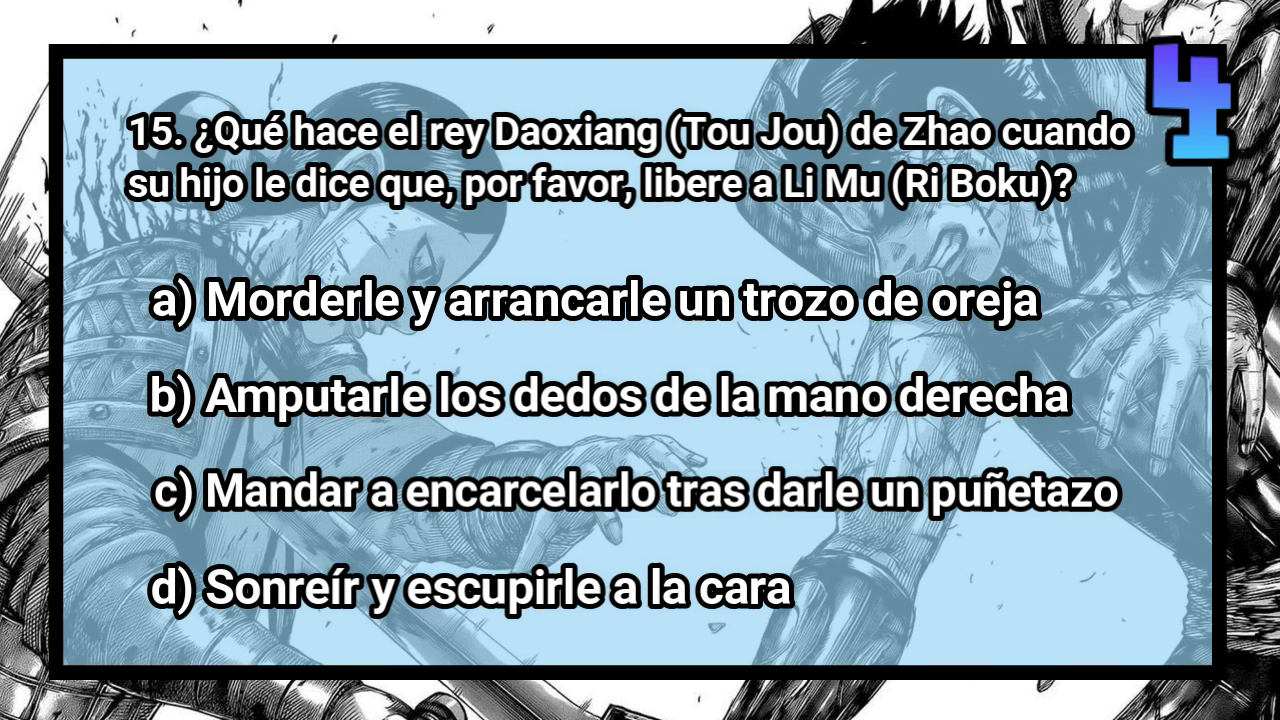 4
15. ¿Qué hace el rey Daoxiang (Tou Jou) de Zhao cuando
su hijo le dice que, por favor, libere a Li Mu (Ri Boku)?
a) Morderle y arrancarle un trozo de oreja
b) Amputarle los dedos de la mano derecha
c) Mandar a encarcelarlo tras darle un puñetazo
d) Sonreír y escupirle a la cara